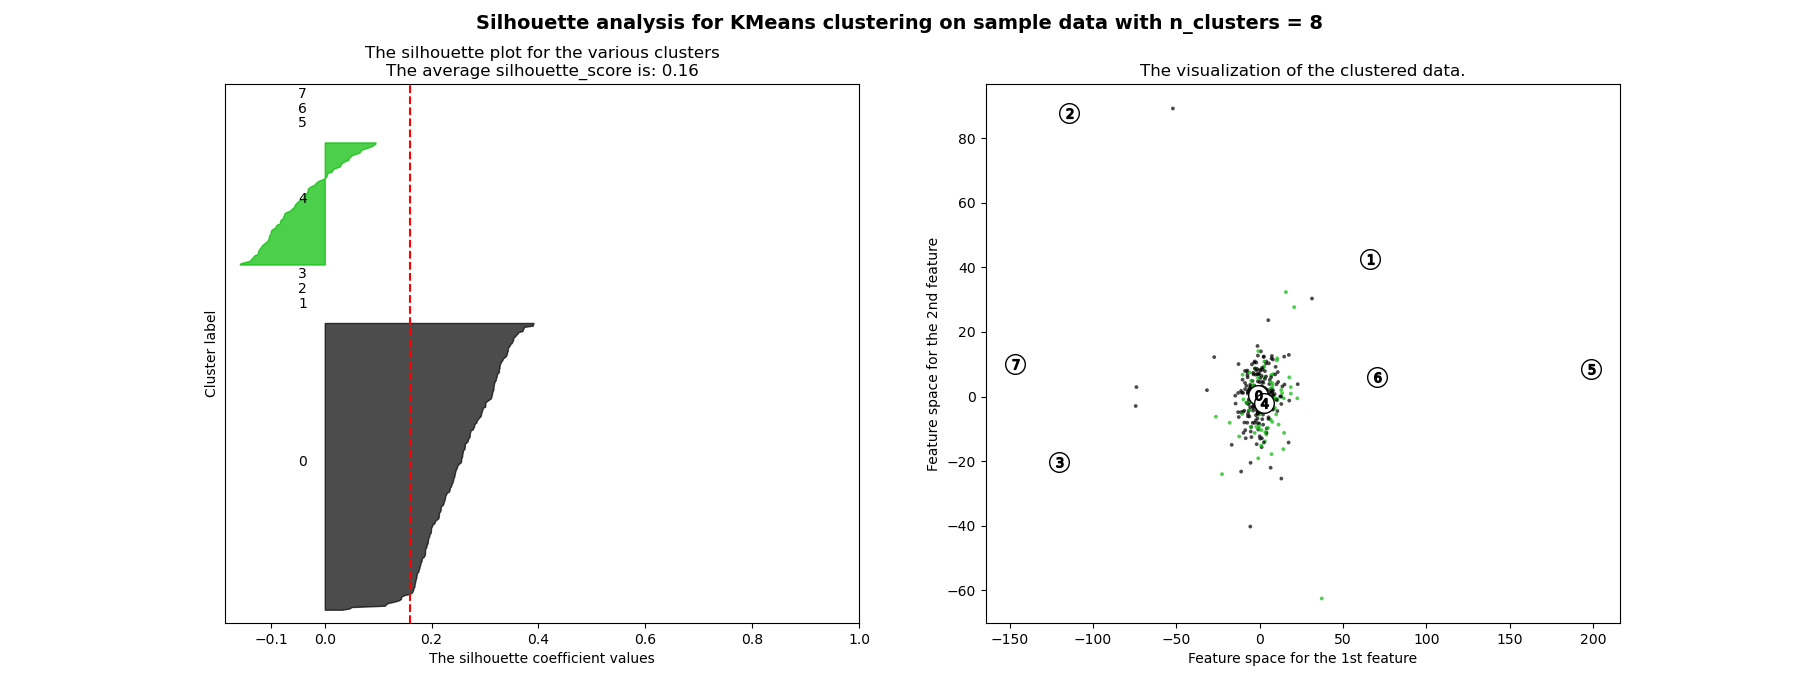 Silhouette analysis for KMeans clustering on sample data with n_clusters = 8
The silhouette plot for the various clusters
The average silhouette_score is: 0.16
7
6
5
4
3
2
1
0
Cluster label
−0.1 0.0 0.2 0.4 0.6 0.8 1.0
The silhouette coefficient values
The visualization of the clustered data.
80
60
40
20
0
−20
−40
−60
Feature space for the 2nd feature
2
1
7
6
5
0
4
3
−150 −100 −50 0 50 100 150 200
Feature space for the 1st feature